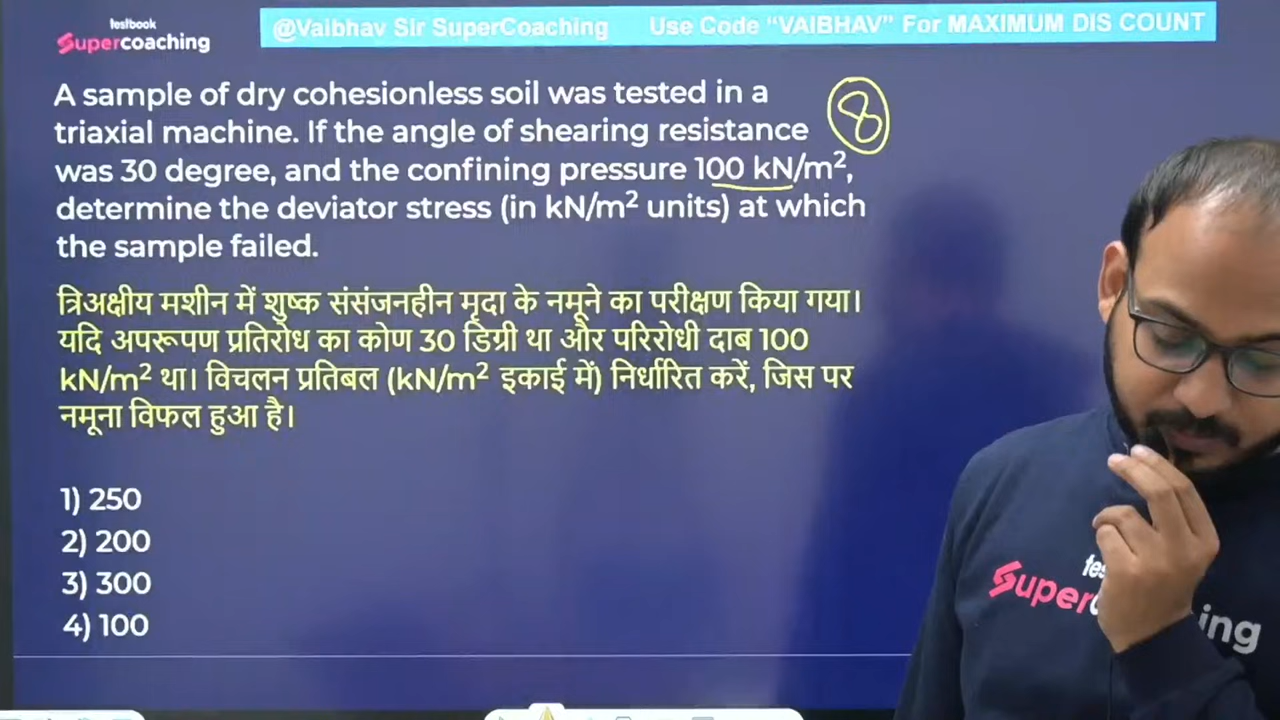 testbook
Supercoaching
@Vaibhav Sir SuperCoaching Use Code “VAIBHAV” For MAXIMUM DIS COUNT
A sample of dry cohesionless soil was tested in a
triaxial machine. If the angle of shearing resistance
was 30 degree, and the confining pressure 100 kN/m²,
determine the deviator stress (in kN/m² units) at which
the sample failed.
8
त्रिअक्षीय मशीन में शुष्क संसंजनहीन मृदा के नमूने का परीक्षण किया गया।
यदि अपरूपण प्रतिरोध का कोण 30 डिग्री था और परिरोधी दाब 100
kN/m² था। विचलन प्रतिबल (kN/m² इकाई में) निर्धारित करें, जिस पर
नमूना विफल हुआ है।
1) 250
2) 200
3) 300
4) 100